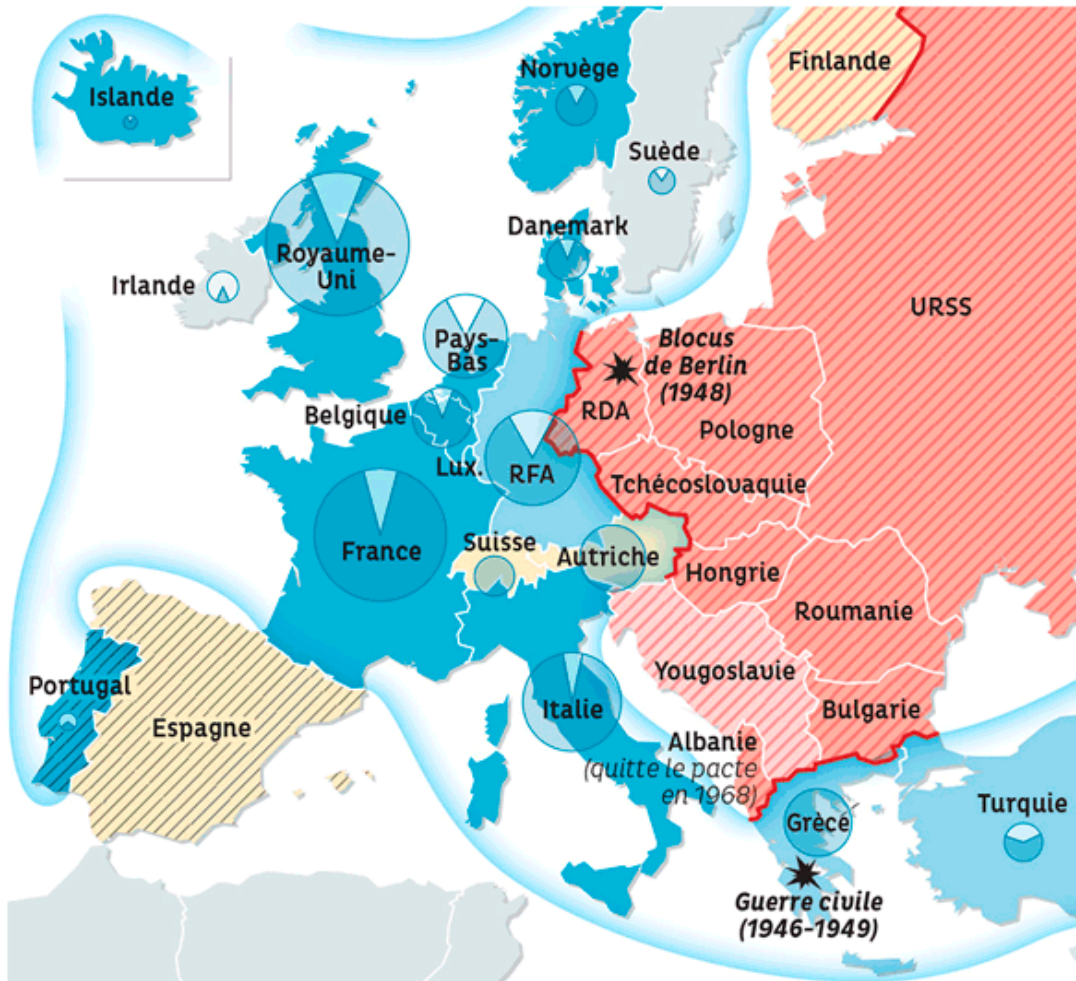 Islande
Norvège
Finlande
Suède
Danemark
Royaume-
Uni
Irlande
URSS
Pays-
Bas
Blocus
de Berlin
(1948)
Belgique
RDA
Pologne
Lux.
RFA
Tchécoslovaquie
France
Suisse
Autriche
Hongrie
Roumanie
Portugal
Yougoslavie
Espagne
Italie
Bulgarie
Albanie
(quitte le pacte
en 1968)
Grèce
Turquie
Guerre civile
(1946-1949)